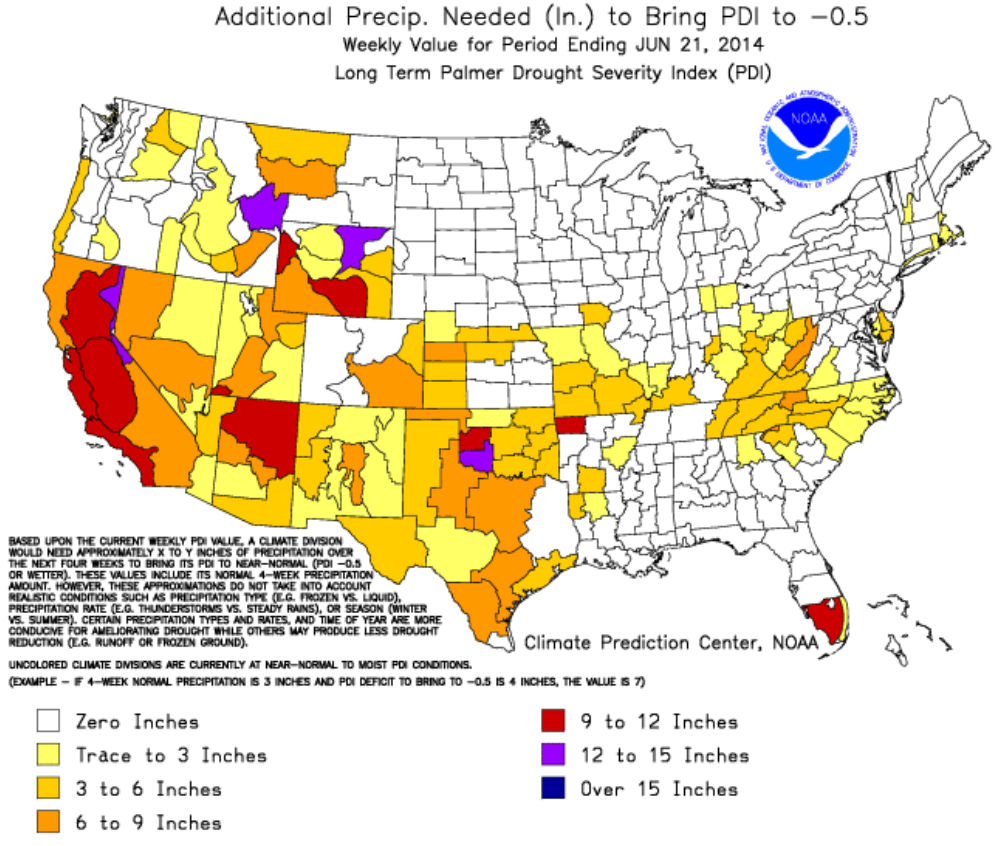 Additional Precip. Needed (In.) to Bring PDI to −0.5
Weekly Value for Period Ending JUN 21, 2014
Long Term Palmer Drought Severity Index (PDI)
NATIONAL OCEANIC AND ATMOSPHERIC ADMINISTRATION
NOAA
U.S. DEPARTMENT OF COMMERCE
BASED UPON THE CURRENT WEEKLY PDI VALUE, A CLIMATE DIVISION
WOULD NEED APPROXIMATELY X TO Y INCHES OF PRECIPITATION OVER
THE NEXT FOUR WEEKS TO BRING ITS PDI TO NEAR−NORMAL (PDI −0.5
OR WETTER). THESE VALUES INCLUDE ITS NORMAL 4−WEEK PRECIPITATION
AMOUNT. HOWEVER, THESE APPROXIMATIONS DO NOT TAKE INTO ACCOUNT
REALISTIC CONDITIONS SUCH AS PRECIPITATION TYPE (E.G. FROZEN VS. LIQUID),
PRECIPITATION RATE (E.G. THUNDERSTORMS VS. STEADY RAINS), OR SEASON (WINTER
VS. SUMMER). CERTAIN PRECIPITATION TYPES AND RATES, AND TIME OF YEAR ARE MORE
CONDUCIVE FOR AMELIORATING DROUGHT WHILE OTHERS MAY PRODUCE LESS DROUGHT
REDUCTION (E.G. RUNOFF OR FROZEN GROUND).
Climate Prediction Center, NOAA
UNCOLORED CLIMATE DIVISIONS ARE CURRENTLY AT NEAR−NORMAL TO MOIST PDI CONDITIONS.
(EXAMPLE − IF 4−WEEK NORMAL PRECIPITATION IS 3 INCHES AND PDI DEFICIT TO BRING TO −0.5 IS 4 INCHES, THE VALUE IS 7)
Zero Inches
Trace to 3 Inches
3 to 6 Inches
6 to 9 Inches
9 to 12 Inches
12 to 15 Inches
Over 15 Inches